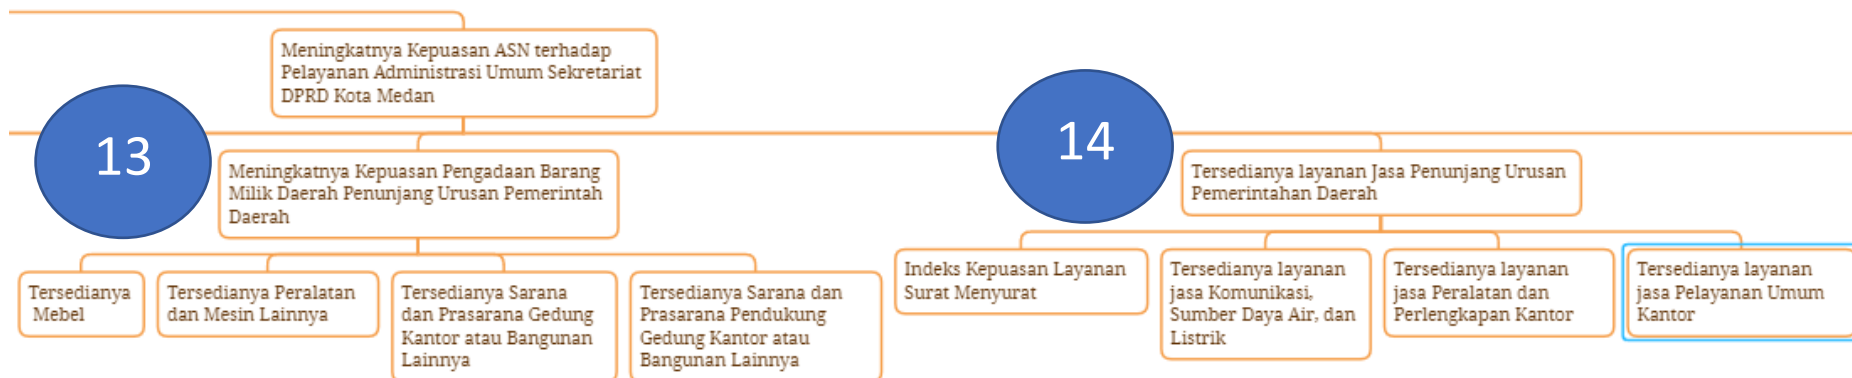 Meningkatnya Kepuasan ASN terhadap
Pelayanan Administrasi Umum Sekretariat
DPRD Kota Medan
13
Meningkatnya Kepuasan Pengadaan Barang
Milik Daerah Penunjang Urusan Pemerintah
Daerah
Tersedianya
Mebel
Tersedianya Peralatan
dan Mesin Lainnya
Tersedianya Sarana
dan Prasarana Gedung
Kantor atau Bangunan
Lainnya
Tersedianya Sarana dan
Prasarana Pendukung
Gedung Kantor atau
Bangunan Lainnya
14
Tersedianya layanan Jasa Penunjang Urusan
Pemerintahan Daerah
Indeks Kepuasan Layanan
Surat Menyurat
Tersedianya layanan
jasa Komunikasi,
Sumber Daya Air, dan
Listrik
Tersedianya layanan
jasa Peralatan dan
Perlengkapan Kantor
Tersedianya layanan
jasa Pelayanan Umum
Kantor